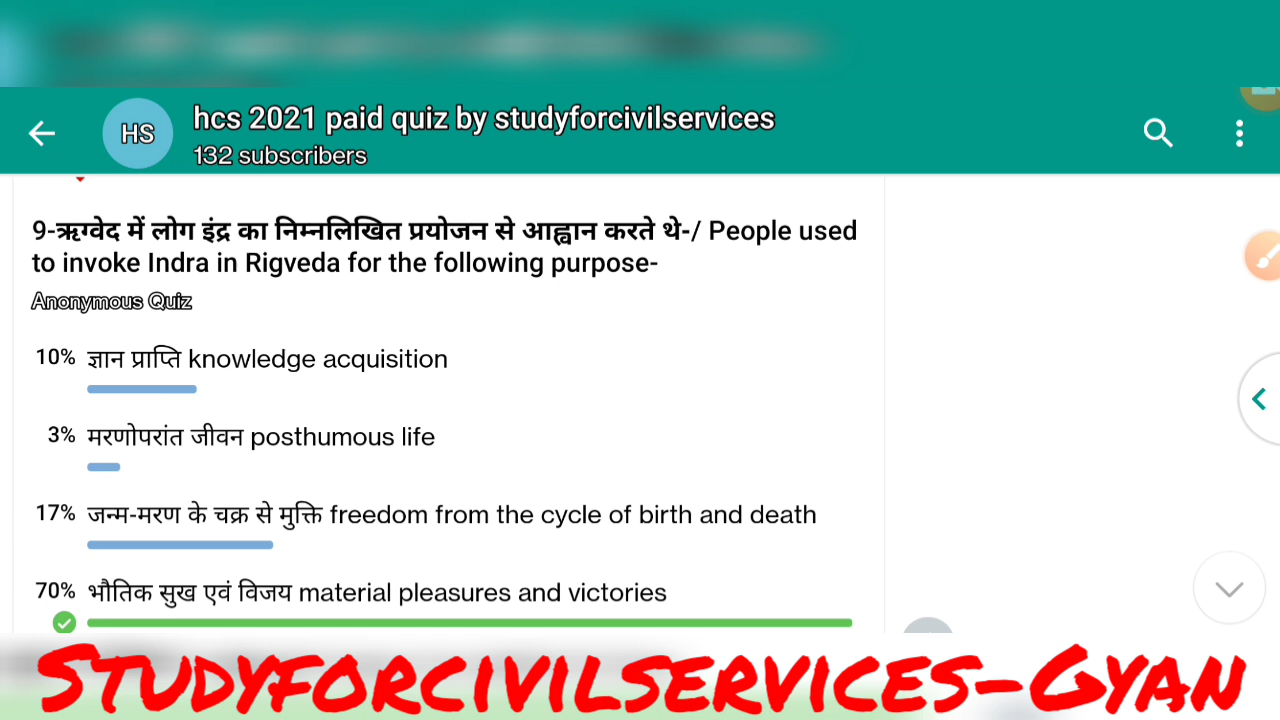 HS
hcs 2021 paid quiz by studyforcivilservices
132 subscribers
9-ऋग्वेद में लोग इंद्र का निम्नलिखित प्रयोजन से आह्वान करते थे-/ People used
to invoke Indra in Rigveda for the following purpose-
Anonymous Quiz
10% ज्ञान प्राप्ति knowledge acquisition
3% मरणोपरांत जीवन posthumous life
17% जन्म-मरण के चक्र से मुक्ति freedom from the cycle of birth and death
70% भौतिक सुख एवं विजय material pleasures and victories
STUDYFORCIVILSERVICES-GYAN